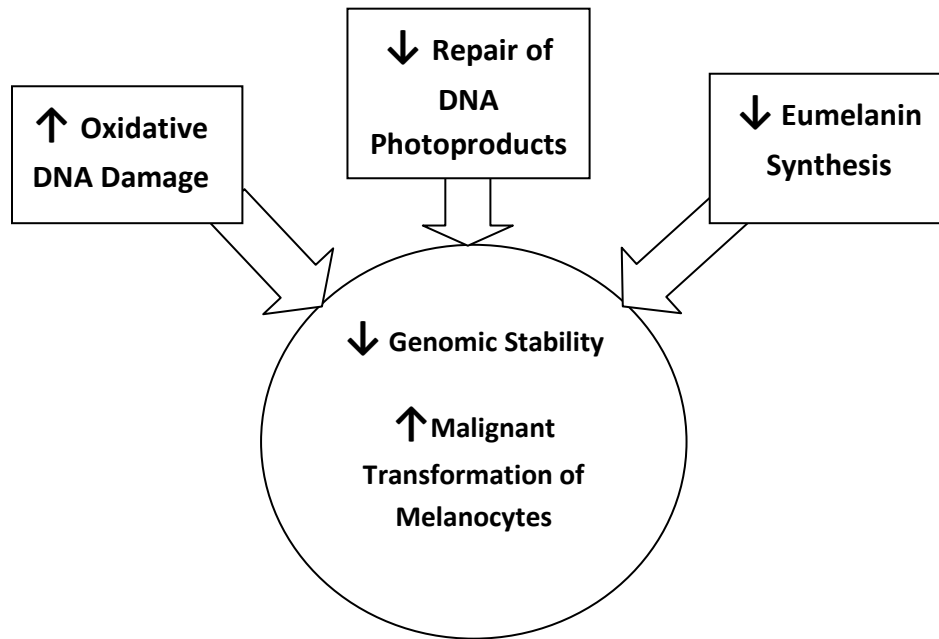 ↑ Oxidative
DNA Damage
↓ Repair of
DNA
Photoproducts
↓ Eumelanin
Synthesis
↓ Genomic Stability
↑ Malignant
Transformation of
Melanocytes